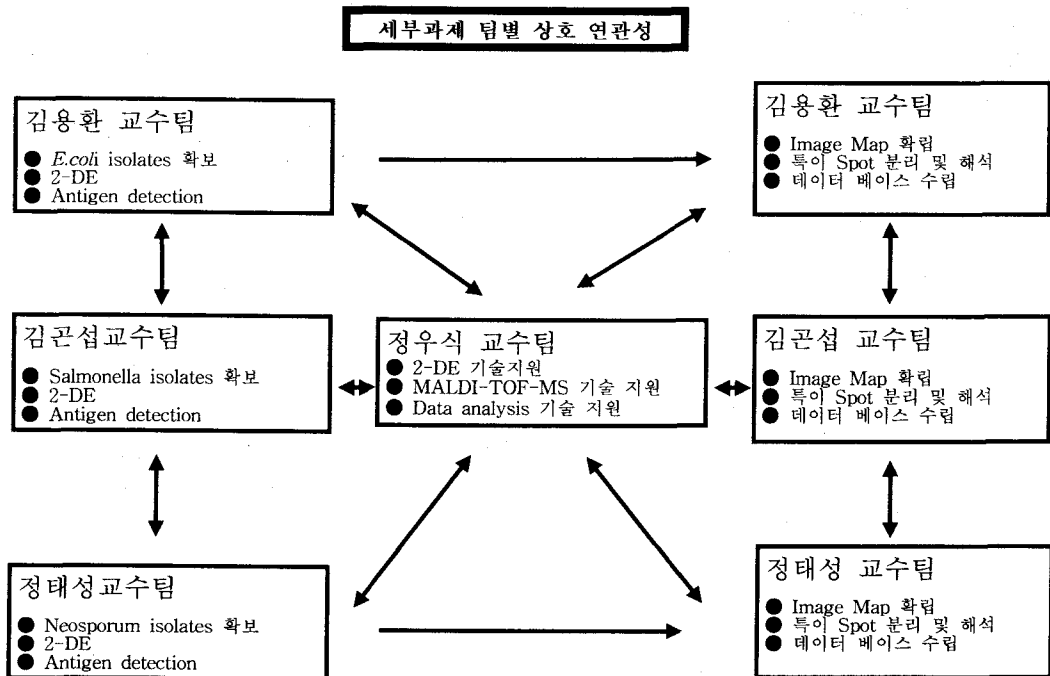 세부과제 팀별 상호 연관성
김용환 교수팀
● E.coli isolates 확보
● 2-DE
● Antigen detection
김용환 교수팀
● Image Map 확립
● 특이 Spot 분리 및 해석
● 데이터 베이스 수립
김곤섭교수팀
● Salmonella isolates 확보
● 2-DE
● Antigen detection
정우식 교수팀
● 2-DE 기술지원
● MALDI-TOF-MS 기술 지원
● Data analysis 기술 지원
김곤섭 교수팀
● Image Map 확립
● 특이 Spot 분리 및 해석
● 데이터 베이스 수립
정태성교수팀
● Neosporum isolates 확보
● 2-DE
● Antigen detection
정태성 교수팀
● Image Map 확립
● 특이 Spot 분리 및 해석
● 데이터 베이스 수립